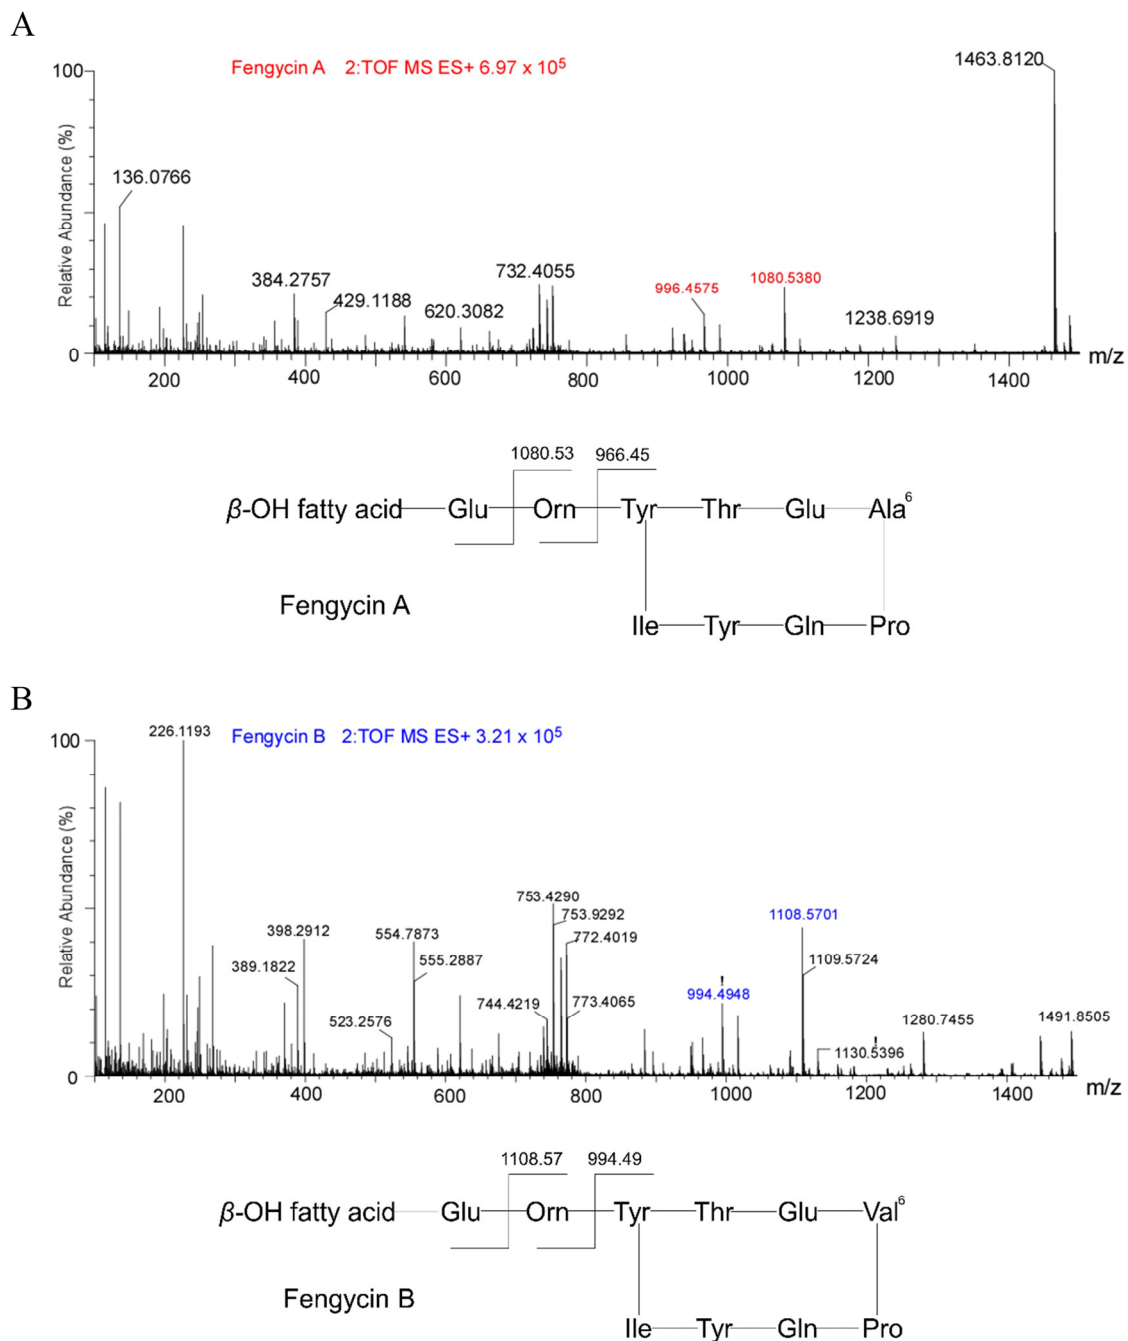 A
Fengycin A 2:TOF MS ES+ 6.97 x 10⁵
1463.8120
100
Relative Abundance (%)
136.0766
384.2757
429.1188
620.3082
732.4055
996.4575
1080.5380
1238.6919
0
200 400 600 800 1000 1200 1400
m/z
1080.53 966.45
β-OH fatty acid Glu Orn Tyr Thr Glu Ala⁶
Fengycin A
Ile Tyr Gln Pro
B
226.1193
Fengycin B 2:TOF MS ES+ 3.21 x 10⁵
100
Relative Abundance (%)
389.1822
398.2912
523.2576
554.7873
555.2887
744.4219
753.4290
753.9292
772.4019
773.4065
994.4948
1108.5701
1109.5724
1130.5396
1280.7455
1491.8505
0
200 400 600 800 1000 1200 1400
m/z
1108.57 994.49
β-OH fatty acid Glu Orn Tyr Thr Glu Val⁶
Fengycin B
Ile Tyr Gln Pro